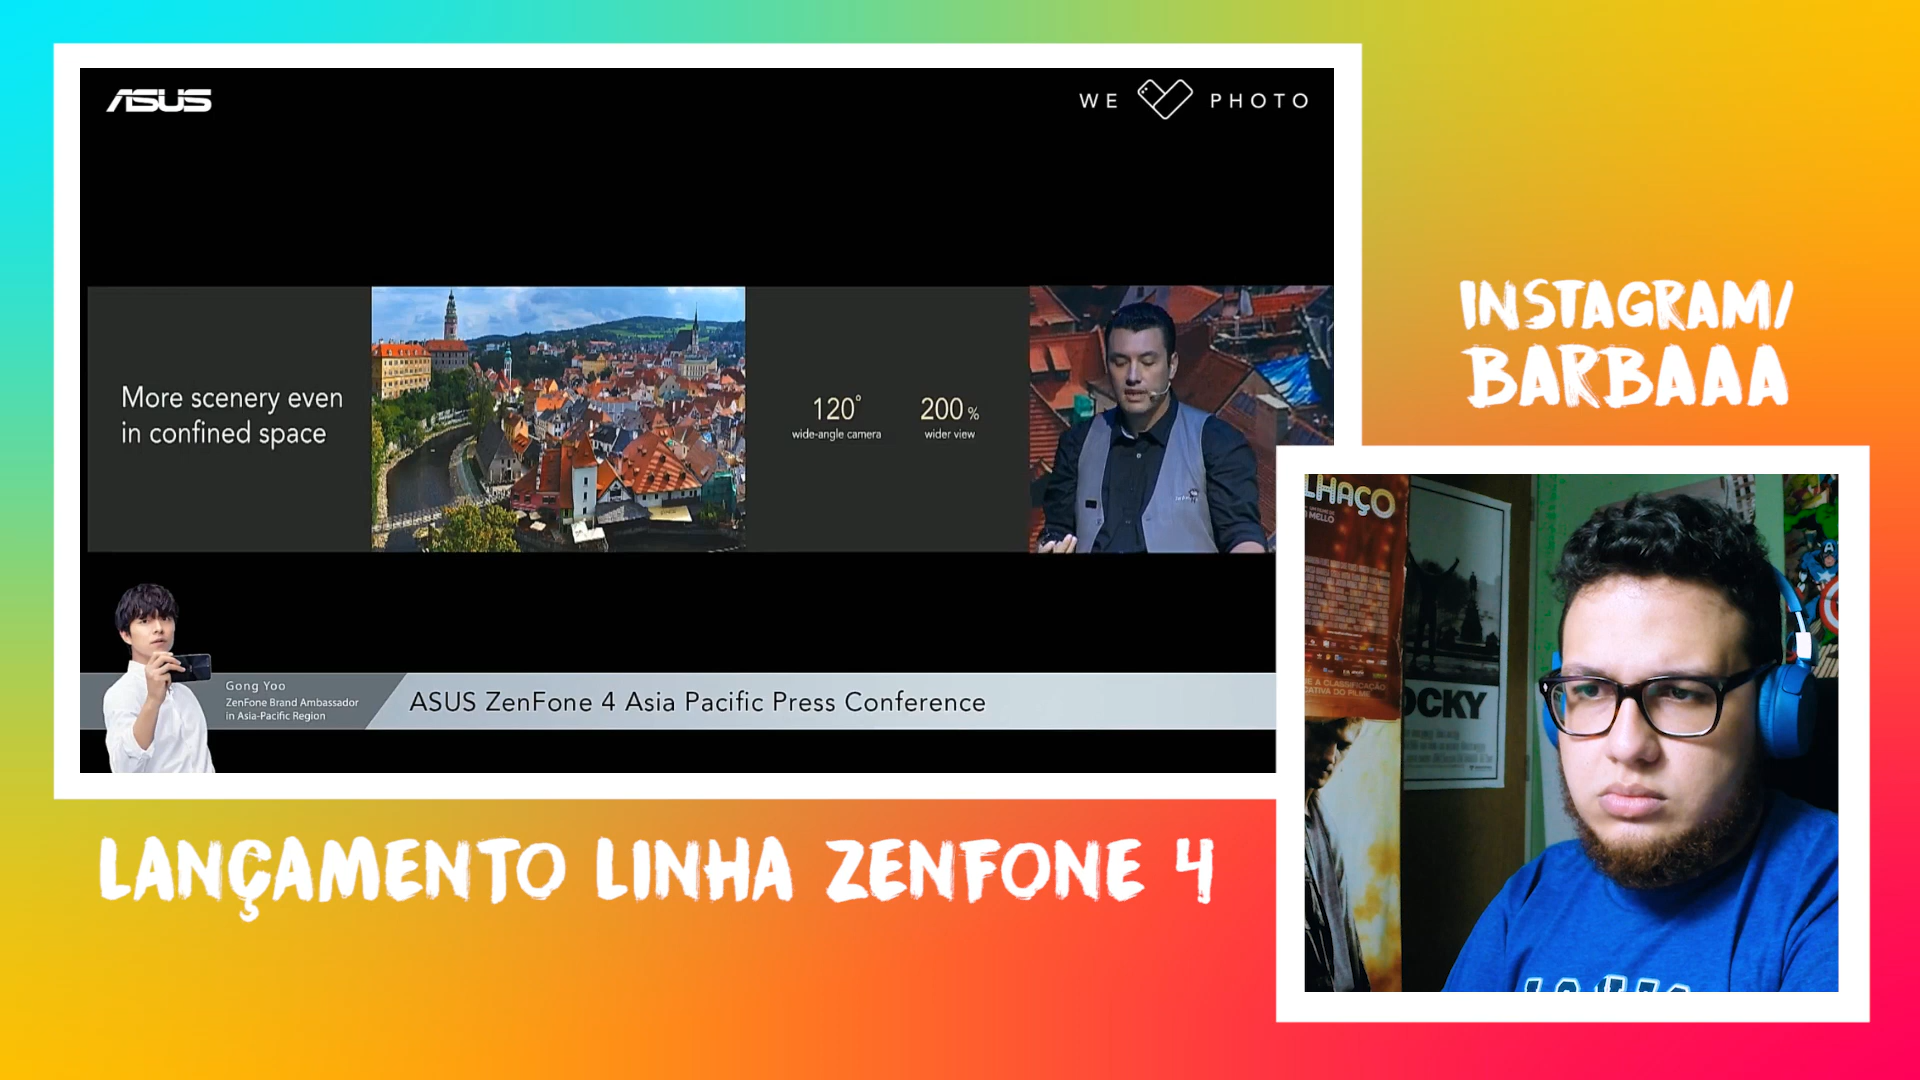 ASUS
WE PHOTO
More scenery even
in confined space
120°
wide-angle camera
200 %
wider view
Gong Yoo
ZenFone Brand Ambassador
in Asia-Pacific Region
ASUS ZenFone 4 Asia Pacific Press Conference
INSTAGRAM/
BARBAAA
LHAÇO
MELLO
OCKY
LANÇAMENTO LINHA ZENFONE 4